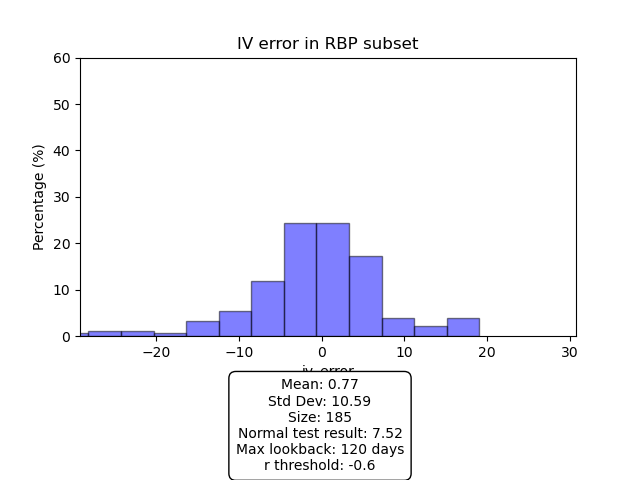 IV error in RBP subset
60
50
40
30
20
10
0
Percentage (%)
−20
−10
0
10
20
30
iv_error
Mean: 0.77
Std Dev: 10.59
Size: 185
Normal test result: 7.52
Max lookback: 120 days
r threshold: -0.6